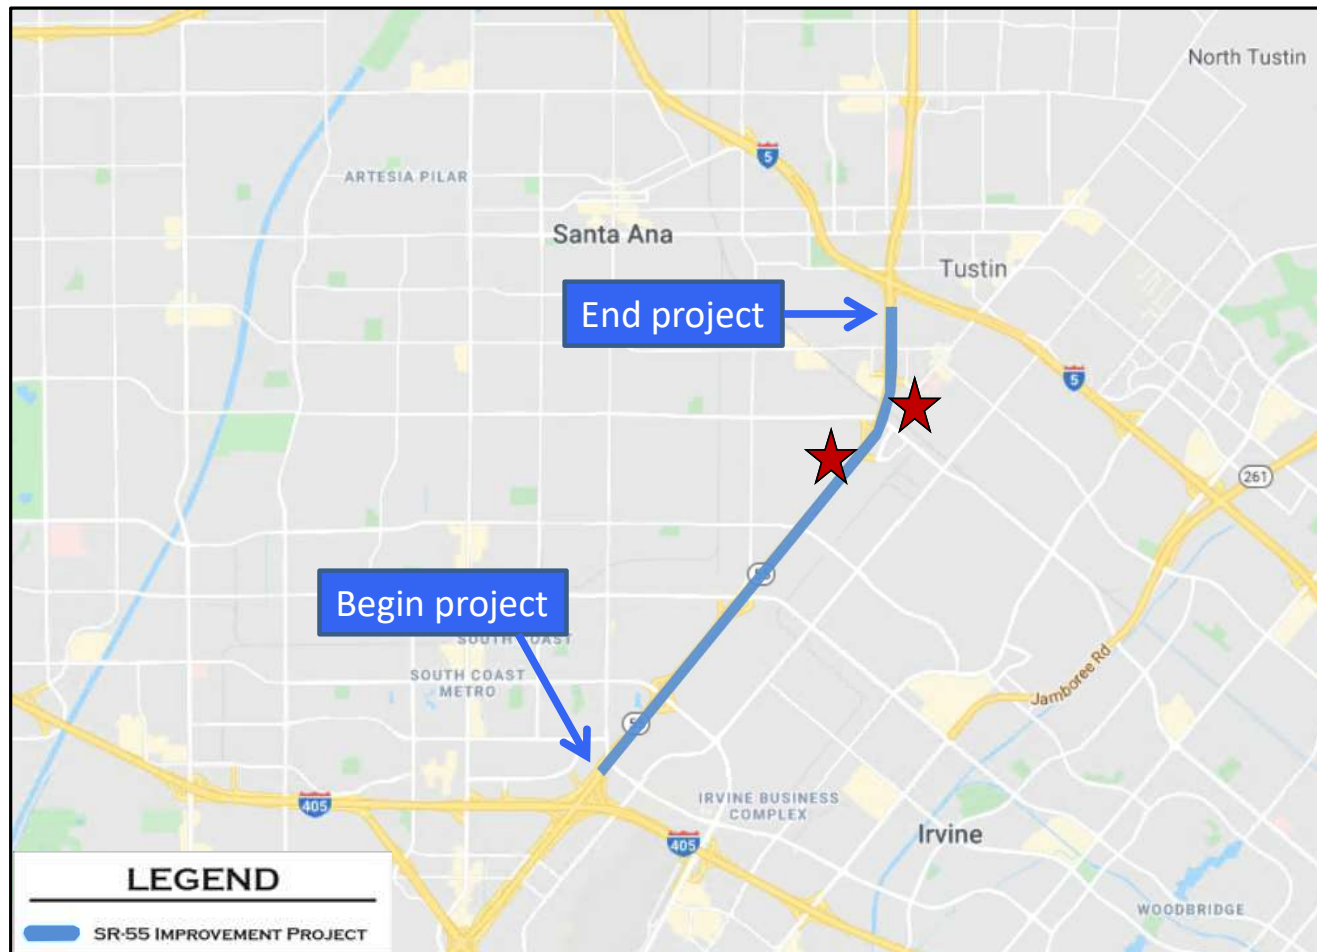 North Tustin
5
ARTESIA PILAR
Santa Ana
Tustin
End project
5
261
55
Begin project
SOUTH COAST
SOUTH COAST
METRO
Jamboree Rd
405
IRVINE BUSINESS
COMPLEX
Irvine
405
LEGEND
WOODBRIDGE
SR-55 IMPROVEMENT PROJECT